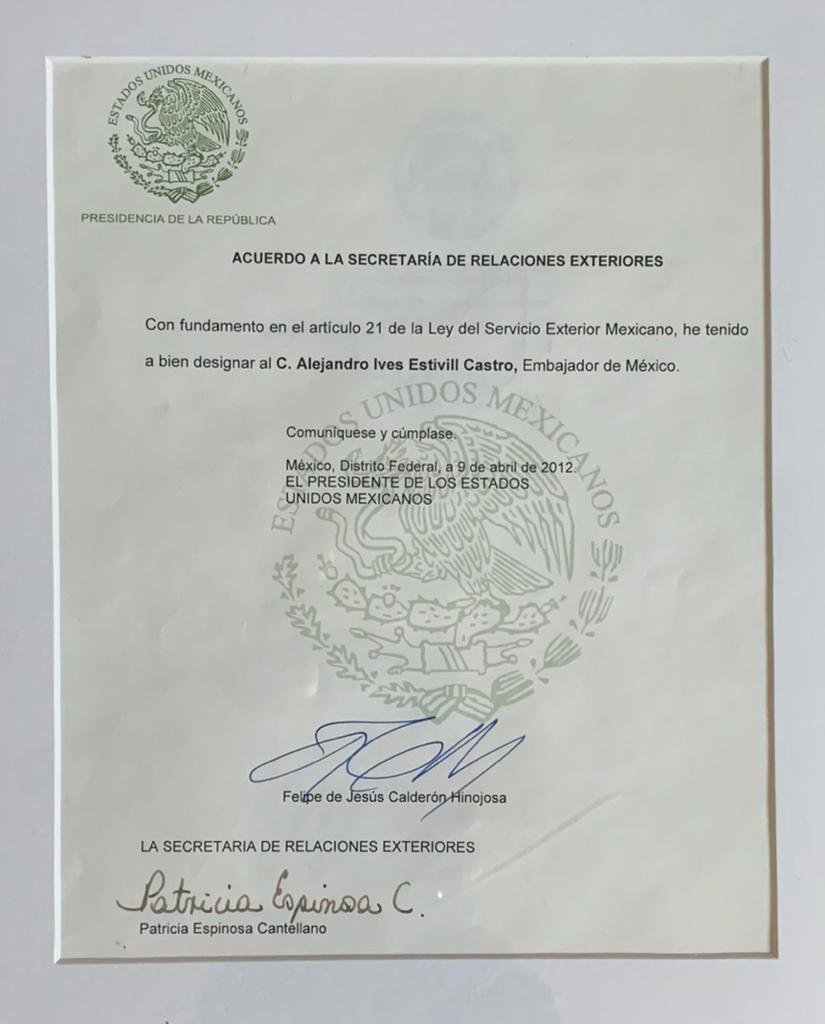 ESTADOS UNIDOS MEXICANOS
PRESIDENCIA DE LA REPÚBLICA
ACUERDO A LA SECRETARÍA DE RELACIONES EXTERIORES
Con fundamento en el artículo 21 de la Ley del Servicio Exterior Mexicano, he tenido
a bien designar al C. Alejandro Ives Estivill Castro, Embajador de México.
ESTADOS UNIDOS MEXICANOS
Comuníquese y cúmplase.
México, Distrito Federal, a 9 de abril de 2012.
EL PRESIDENTE DE LOS ESTADOS
UNIDOS MEXICANOS
Felipe de Jesús Calderón Hinojosa
LA SECRETARIA DE RELACIONES EXTERIORES
Patricia Espinosa C.
Patricia Espinosa Cantellano